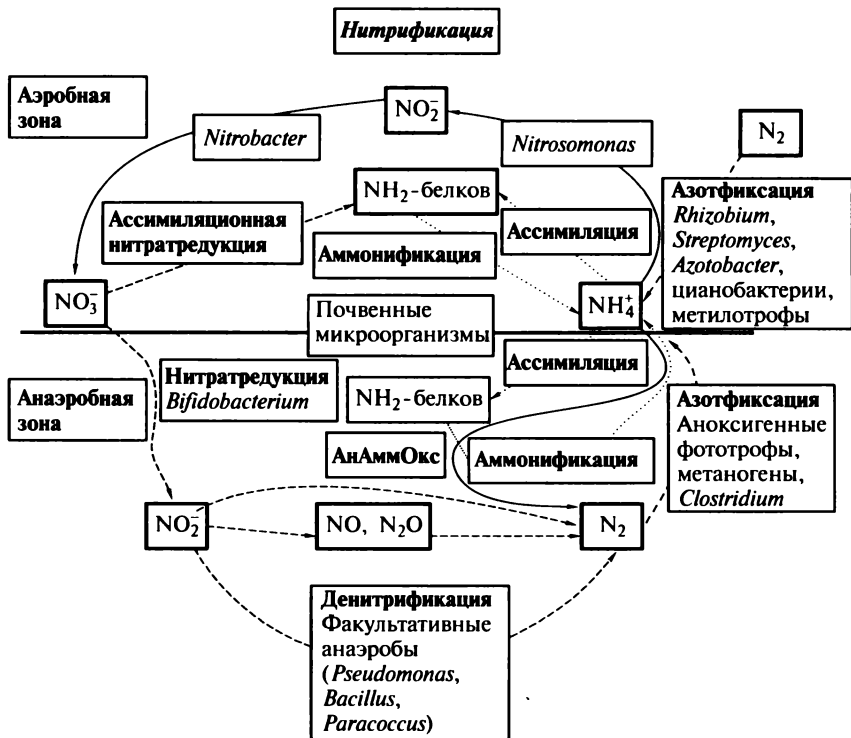 Нитрификация
Аэробная
зона
NO₂⁻
Nitrobacter
Nitrosomonas
N₂
NH₂-белков
Ассимиляционная
нитратредукция
Аммонификация
Ассимиляция
Азотфиксация
Rhizobium,
Streptomyces,
Azotobacter,
цианобактерии,
метилотрофы
NO₃⁻
NH₄⁺
Почвенные
микроорганизмы
Анаэробная
зона
Нитратредукция
Bifidobacterium
Ассимиляция
NH₂-белков
АнАммОкс
Аммонификация
Азотфиксация
Аноксигенные
фототрофы,
метаногены,
Clostridium
NO₂⁻
NO, N₂O
N₂
Денитрификация
Факультативные
анаэробы
(Pseudomonas,
Bacillus,
Paracoccus)